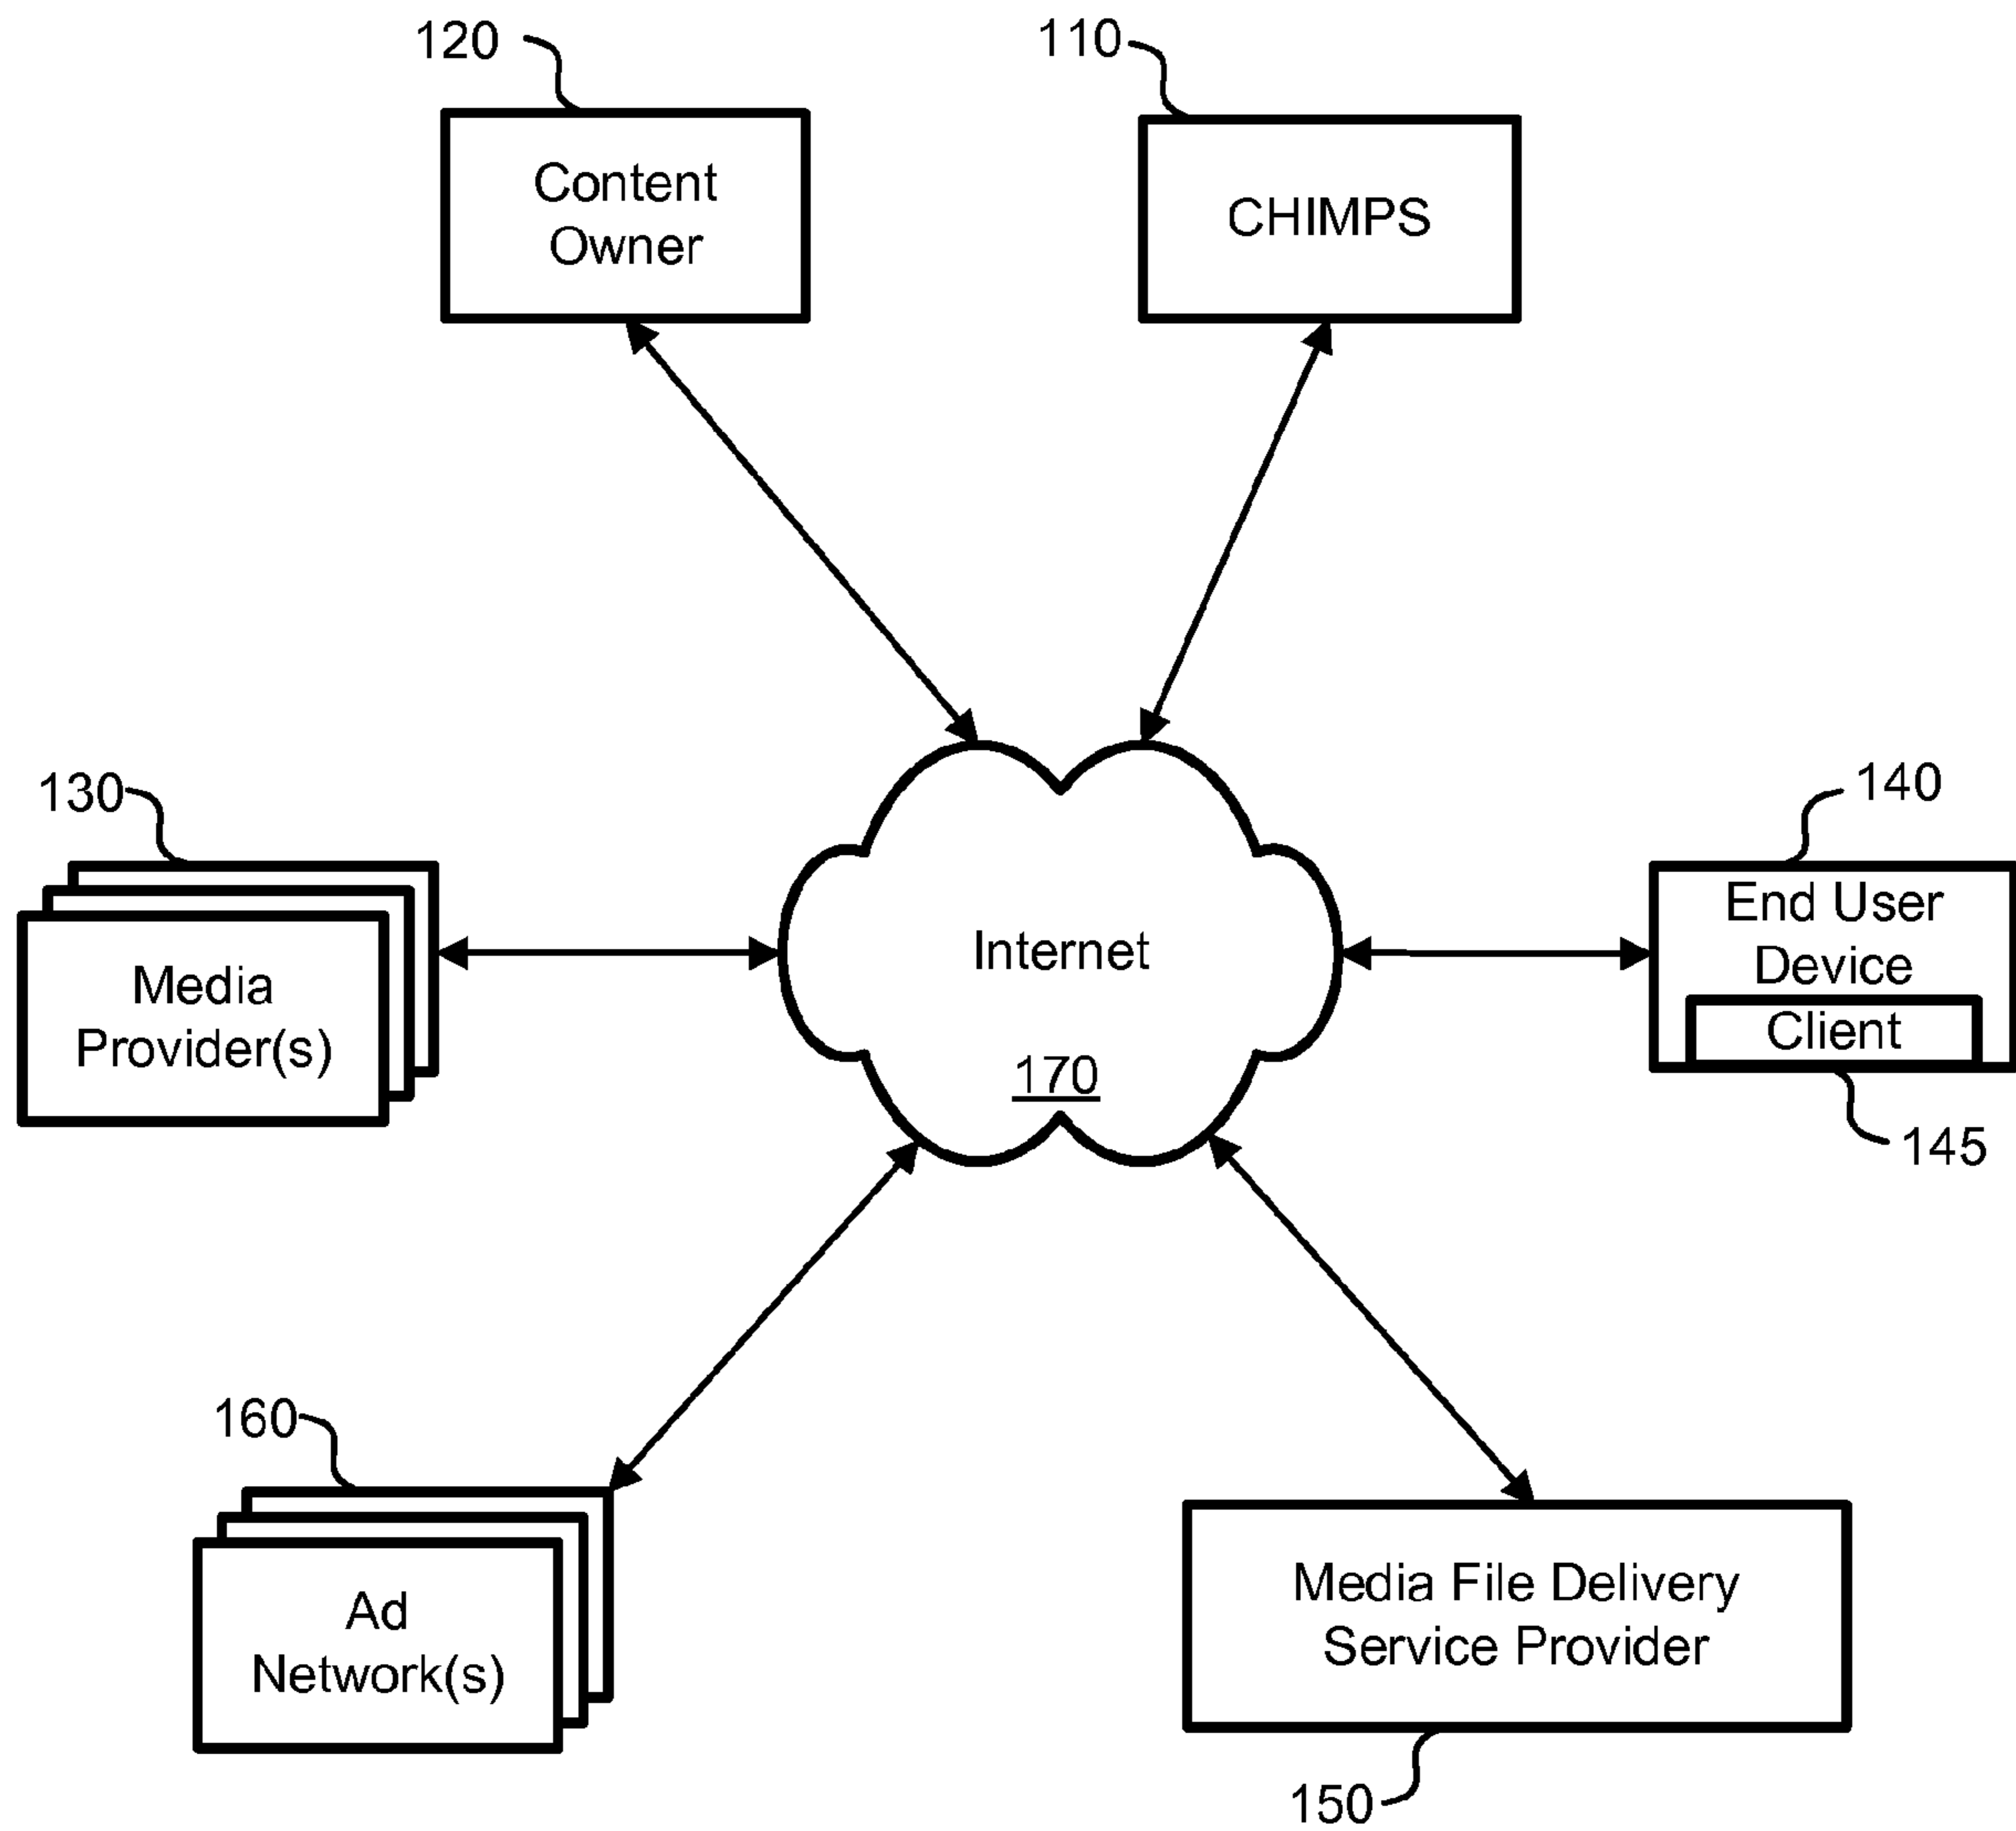 120
110
Content
Owner
CHIMPS
130
140
Media
Provider(s)
Internet
170
End User
Device
Client
145
160
Ad
Network(s)
Media File Delivery
Service Provider
150